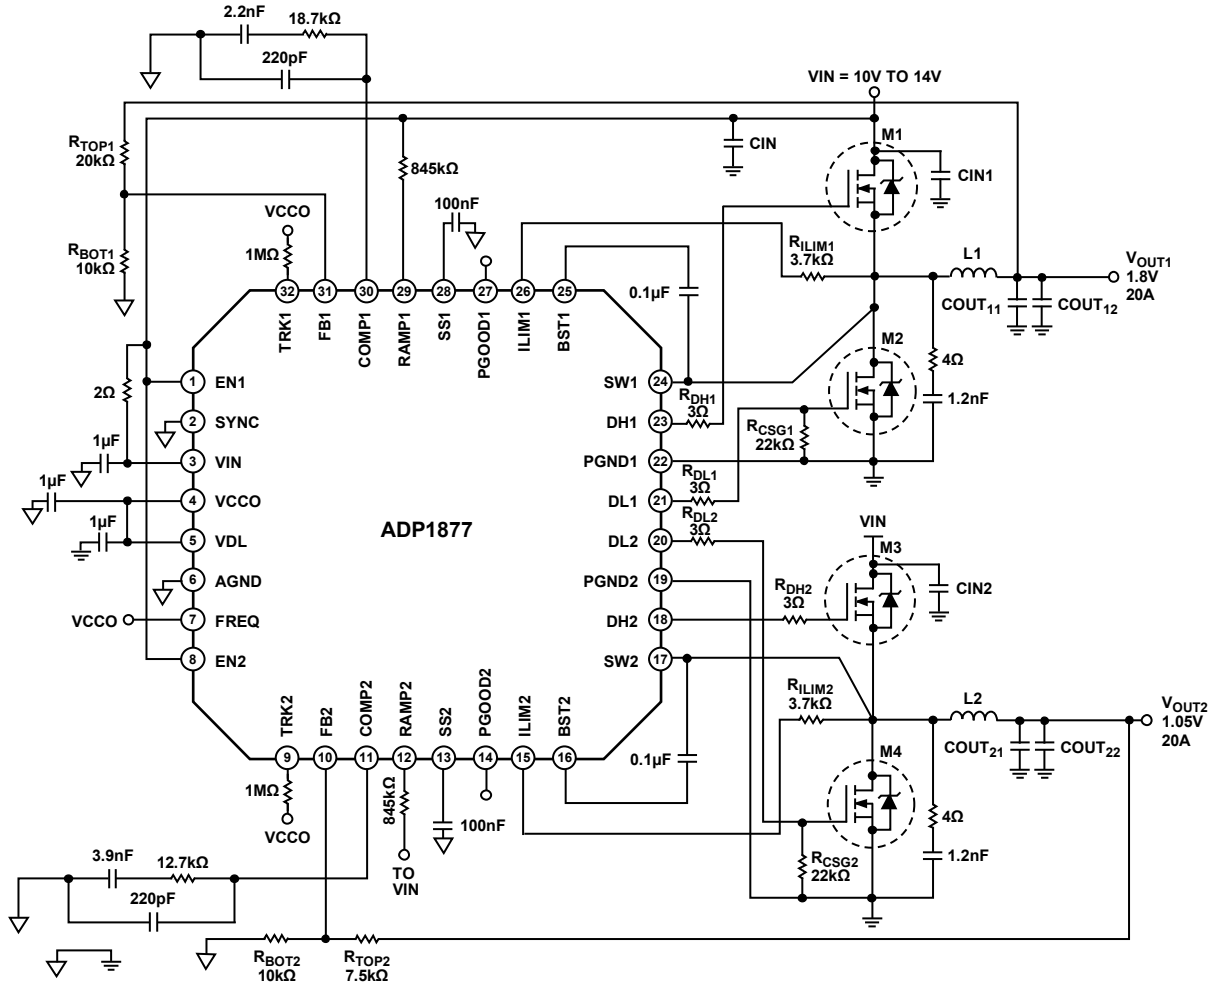 2.2nF
18.7kΩ
220pF
VIN = 10V TO 14V
RTOP1
20kΩ
CIN
M1
CIN1
845kΩ
VCCO
100nF
RBOT1
10kΩ
1MΩ
RILIM1
3.7kΩ
L1
VOUT1
1.8V
20A
0.1µF
COUT11
COUT12
32
31
30
29
28
27
26
25
TRK1
FB1
COMP1
RAMP1
SS1
PGOOD1
ILIM1
BST1
M2
4Ω
1.2nF
2Ω
1
EN1
SW1
24
RDH1
3Ω
2
SYNC
DH1
23
RCSG1
22kΩ
1µF
3
VIN
PGND1
22
1µF
4
VCCO
DL1
21
RDL1
3Ω
RDL2
3Ω
ADP1877
1µF
5
VDL
DL2
20
VIN
M3
6
AGND
PGND2
19
CIN2
RDH2
3Ω
VCCO
7
FREQ
DH2
18
8
EN2
SW2
17
TRK2
FB2
COMP2
RAMP2
SS2
PGOOD2
ILIM2
BST2
RILIM2
3.7kΩ
L2
VOUT2
1.05V
20A
COUT21
COUT22
9
10
11
12
13
14
15
16
0.1µF
M4
1MΩ
845kΩ
100nF
4Ω
VCCO
1.2nF
RCSG2
22kΩ
3.9nF
12.7kΩ
TO
VIN
220pF
RBOT2
10kΩ
RTOP2
7.5kΩ